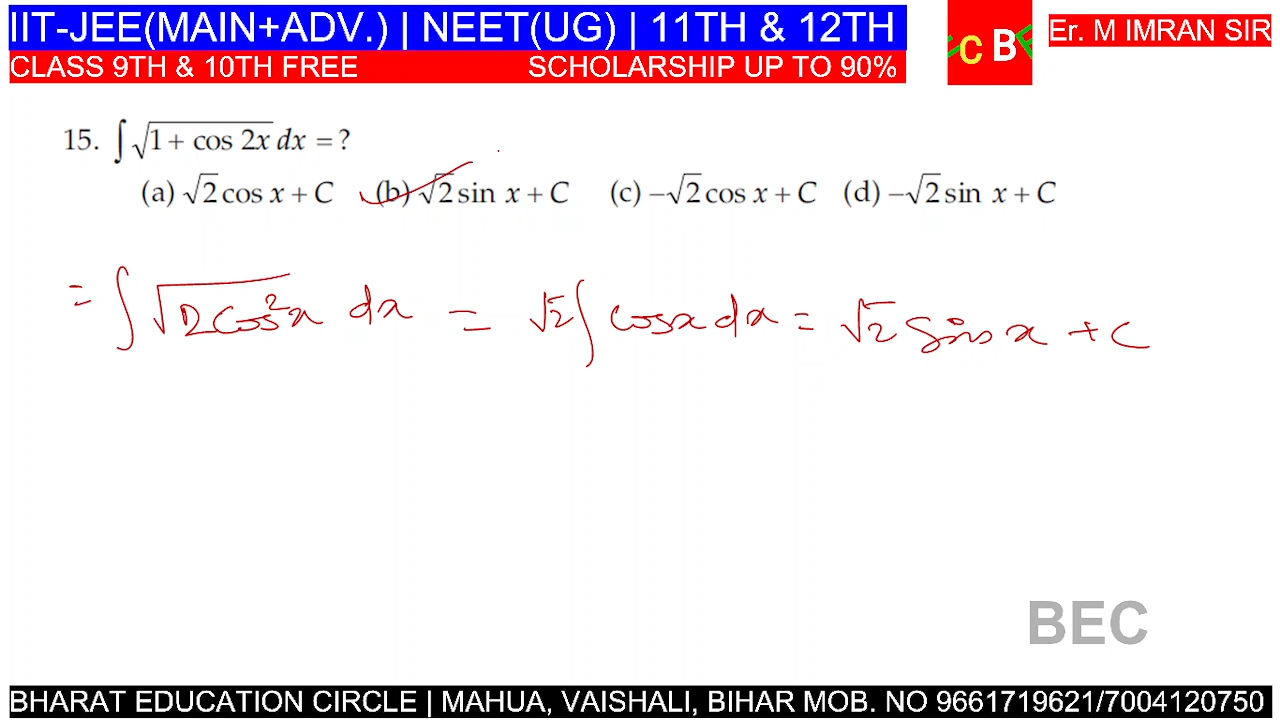 IIT-JEE(MAIN+ADV.) | NEET(UG) | 11TH & 12TH
CLASS 9TH & 10TH FREE SCHOLARSHIP UP TO 90%
C B E
Er. M IMRAN SIR
15. ∫ √(1 + cos 2x) dx = ?
(a) √2 cos x + C (b) √2 sin x + C (c) −√2 cos x + C (d) −√2 sin x + C
= ∫ √(2cos²x) dx = √2 ∫ cosx dx = √2 sin x + C
BEC
BHARAT EDUCATION CIRCLE | MAHUA, VAISHALI, BIHAR MOB. NO 9661719621/7004120750